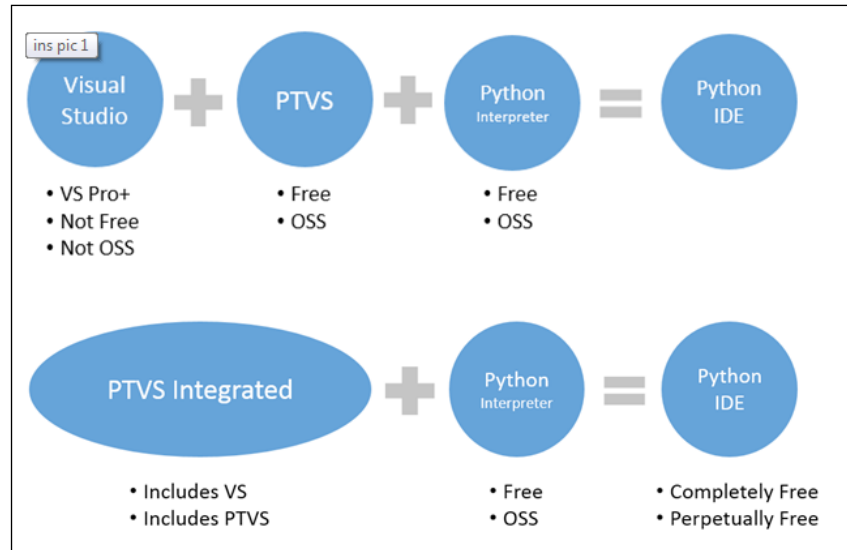 ins pic 1
Visual
Studio
PTVS
Python
Interpreter
Python
IDE
• VS Pro+
• Not Free
• Not OSS
• Free
• OSS
• Free
• OSS
PTVS Integrated
Python
Interpreter
Python
IDE
• Includes VS
• Includes PTVS
• Free
• OSS
• Completely Free
• Perpetually Free